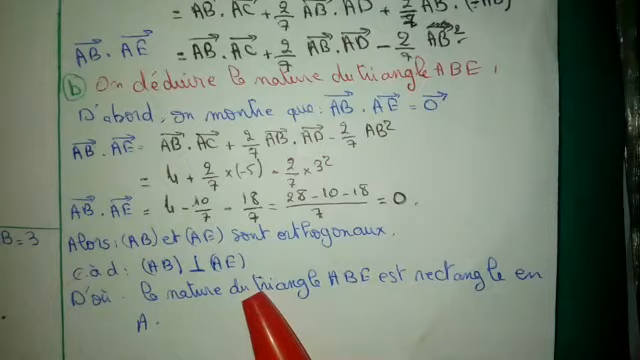 = AB⃗.AC⃗ + 2/7 AB⃗.AD⃗ + 2/7 AB⃗.(-AB⃗)
AB⃗.AE⃗ = AB⃗.AC⃗ + 2/7 AB⃗.AD⃗ - 2/7 AB⃗²
b) On déduire la nature du triangle ABE.
D'abord, on montre que: AB⃗.AE⃗ = 0⃗
AB⃗.AE⃗ = AB⃗.AC⃗ + 2/7 AB⃗.AD⃗ - 2/7 AB²
= 4 + 2/7 x(-5) - 2/7 x 3²
AB⃗.AE⃗ = 4 - 10/7 - 18/7 = 28-10-18/7 = 0.
B=3
Alors: (AB) et (AE) sont orthogonaux.
c.à.d: (AB) ⊥ (AE)
D'où la nature du triangle ABE est rectangle en
A.